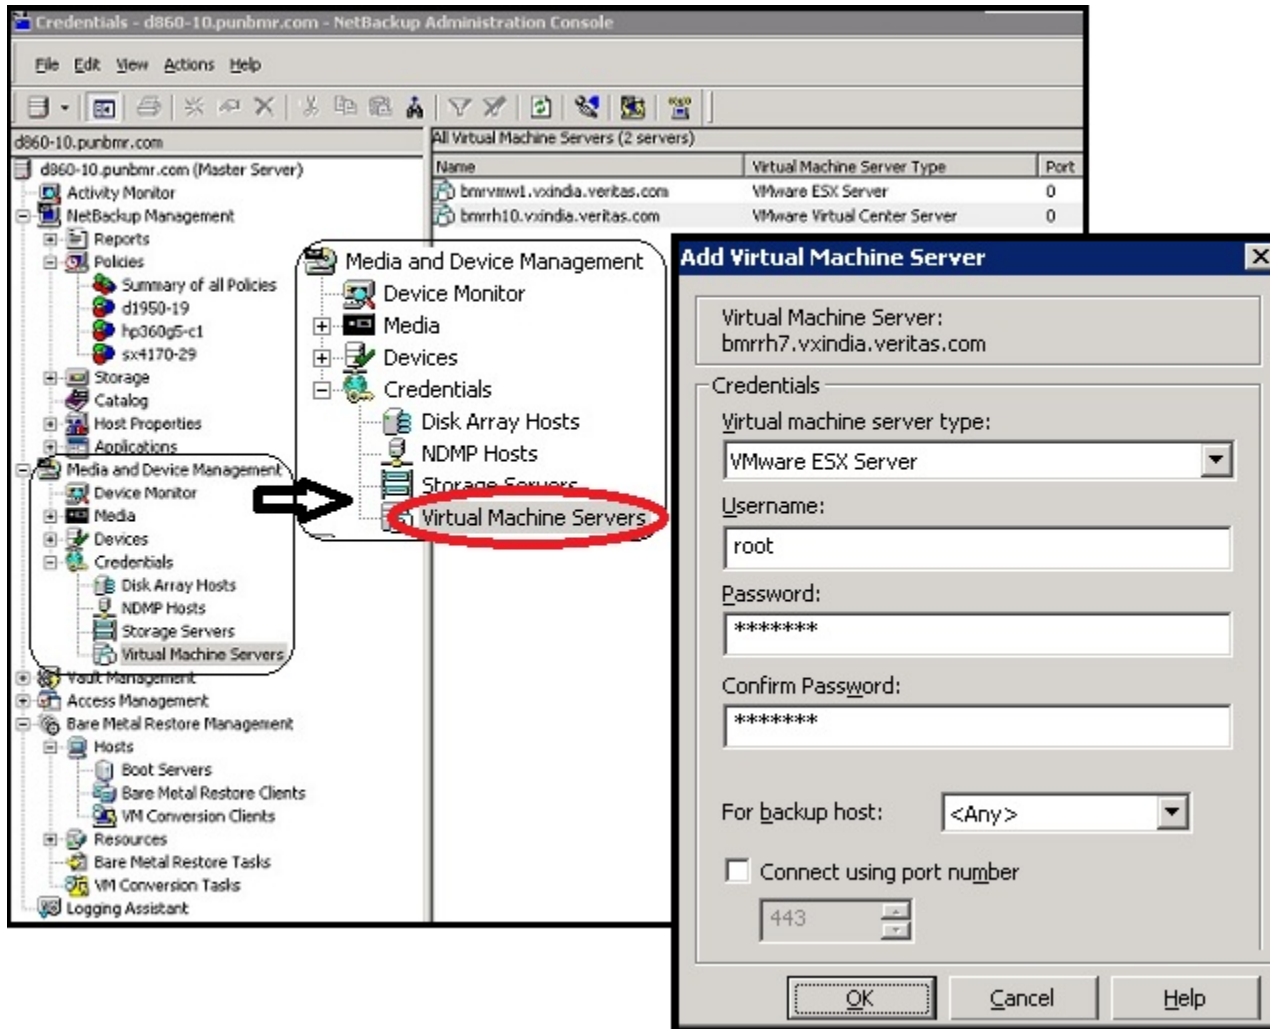 Credentials - d860-10.punbmr.com - NetBackup Administration Console
File Edit View Actions Help
d860-10.punbmr.com
All Virtual Machine Servers (2 servers)
d860-10.punbmr.com (Master Server)
Activity Monitor
NetBackup Management
Reports
Policies
Summary of all Policies
d1950-19
hp360g5-c1
sx4170-29
Storage
Catalog
Host Properties
Applications
Media and Device Management
Device Monitor
Media
Devices
Credentials
Disk Array Hosts
NDMP Hosts
Storage Servers
Virtual Machine Servers
Vault Management
Access Management
Bare Metal Restore Management
Hosts
Boot Servers
Bare Metal Restore Clients
VM Conversion Clients
Resources
Bare Metal Restore Tasks
VM Conversion Tasks
Logging Assistant
Name Virtual Machine Server Type Port
bmrvmw1.vxindia.veritas.com VMware ESX Server 0
bmrrh10.vxindia.veritas.com VMware Virtual Center Server 0
Media and Device Management
Device Monitor
Media
Devices
Credentials
Disk Array Hosts
NDMP Hosts
Storage Servers
Virtual Machine Servers
Add Virtual Machine Server
Virtual Machine Server:
bmrrh7.vxindia.veritas.com
Credentials
Virtual machine server type:
VMware ESX Server
Username:
root
Password:
*******
Confirm Password:
*******
For backup host: <Any>
Connect using port number
443
OK Cancel Help